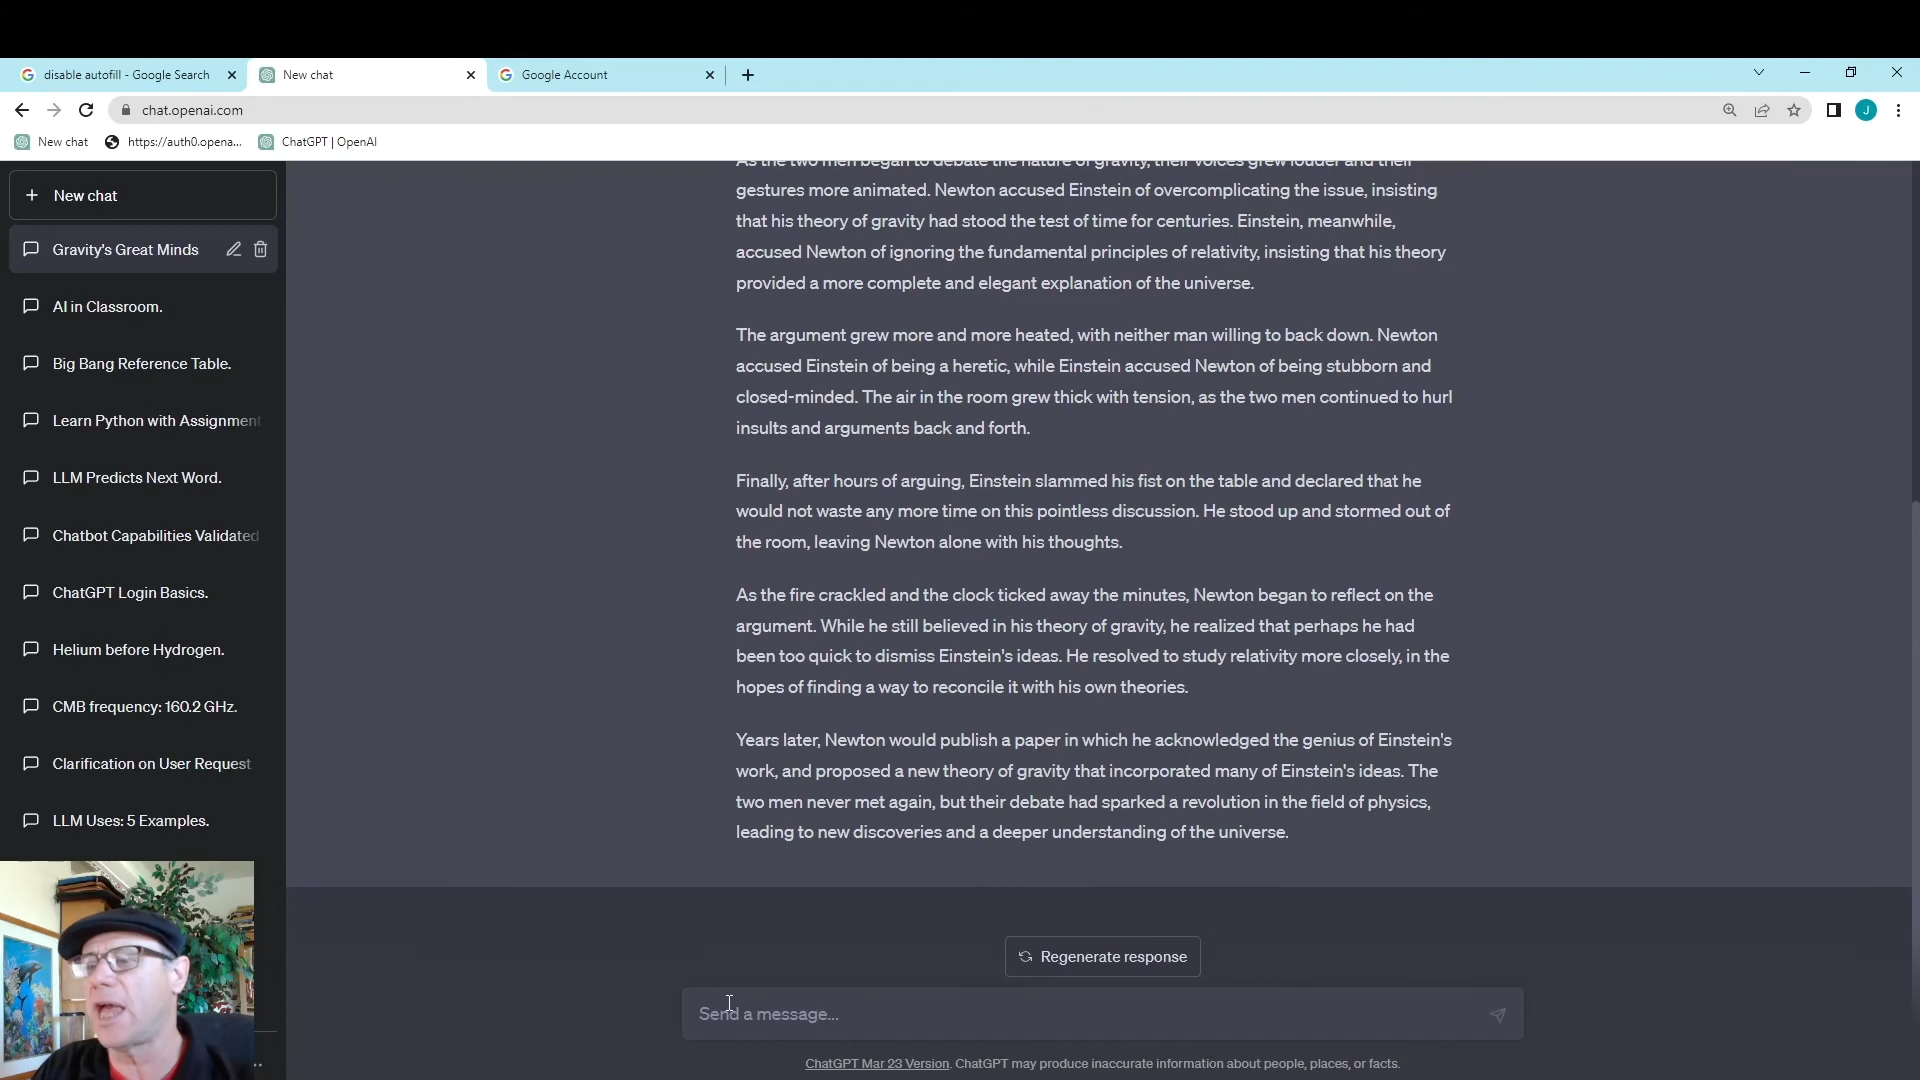 disable autofill - Google Search
New chat
Google Account
chat.openai.com
J
New chat
https://auth0.opena...
ChatGPT | OpenAI
New chat
Gravity's Great Minds
AI in Classroom.
Big Bang Reference Table.
Learn Python with Assignment
LLM Predicts Next Word.
Chatbot Capabilities Validated
ChatGPT Login Basics.
Helium before Hydrogen.
CMB frequency: 160.2 GHz.
Clarification on User Request
LLM Uses: 5 Examples.
As the two men began to debate the nature of gravity, their voices grew louder and their
gestures more animated. Newton accused Einstein of overcomplicating the issue, insisting
that his theory of gravity had stood the test of time for centuries. Einstein, meanwhile,
accused Newton of ignoring the fundamental principles of relativity, insisting that his theory
provided a more complete and elegant explanation of the universe.
The argument grew more and more heated, with neither man willing to back down. Newton
accused Einstein of being a heretic, while Einstein accused Newton of being stubborn and
closed-minded. The air in the room grew thick with tension, as the two men continued to hurl
insults and arguments back and forth.
Finally, after hours of arguing, Einstein slammed his fist on the table and declared that he
would not waste any more time on this pointless discussion. He stood up and stormed out of
the room, leaving Newton alone with his thoughts.
As the fire crackled and the clock ticked away the minutes, Newton began to reflect on the
argument. While he still believed in his theory of gravity, he realized that perhaps he had
been too quick to dismiss Einstein's ideas. He resolved to study relativity more closely, in the
hopes of finding a way to reconcile it with his own theories.
Years later, Newton would publish a paper in which he acknowledged the genius of Einstein's
work, and proposed a new theory of gravity that incorporated many of Einstein's ideas. The
two men never met again, but their debate had sparked a revolution in the field of physics,
leading to new discoveries and a deeper understanding of the universe.
Regenerate response
Send a message...
ChatGPT Mar 23 Version. ChatGPT may produce inaccurate information about people, places, or facts.